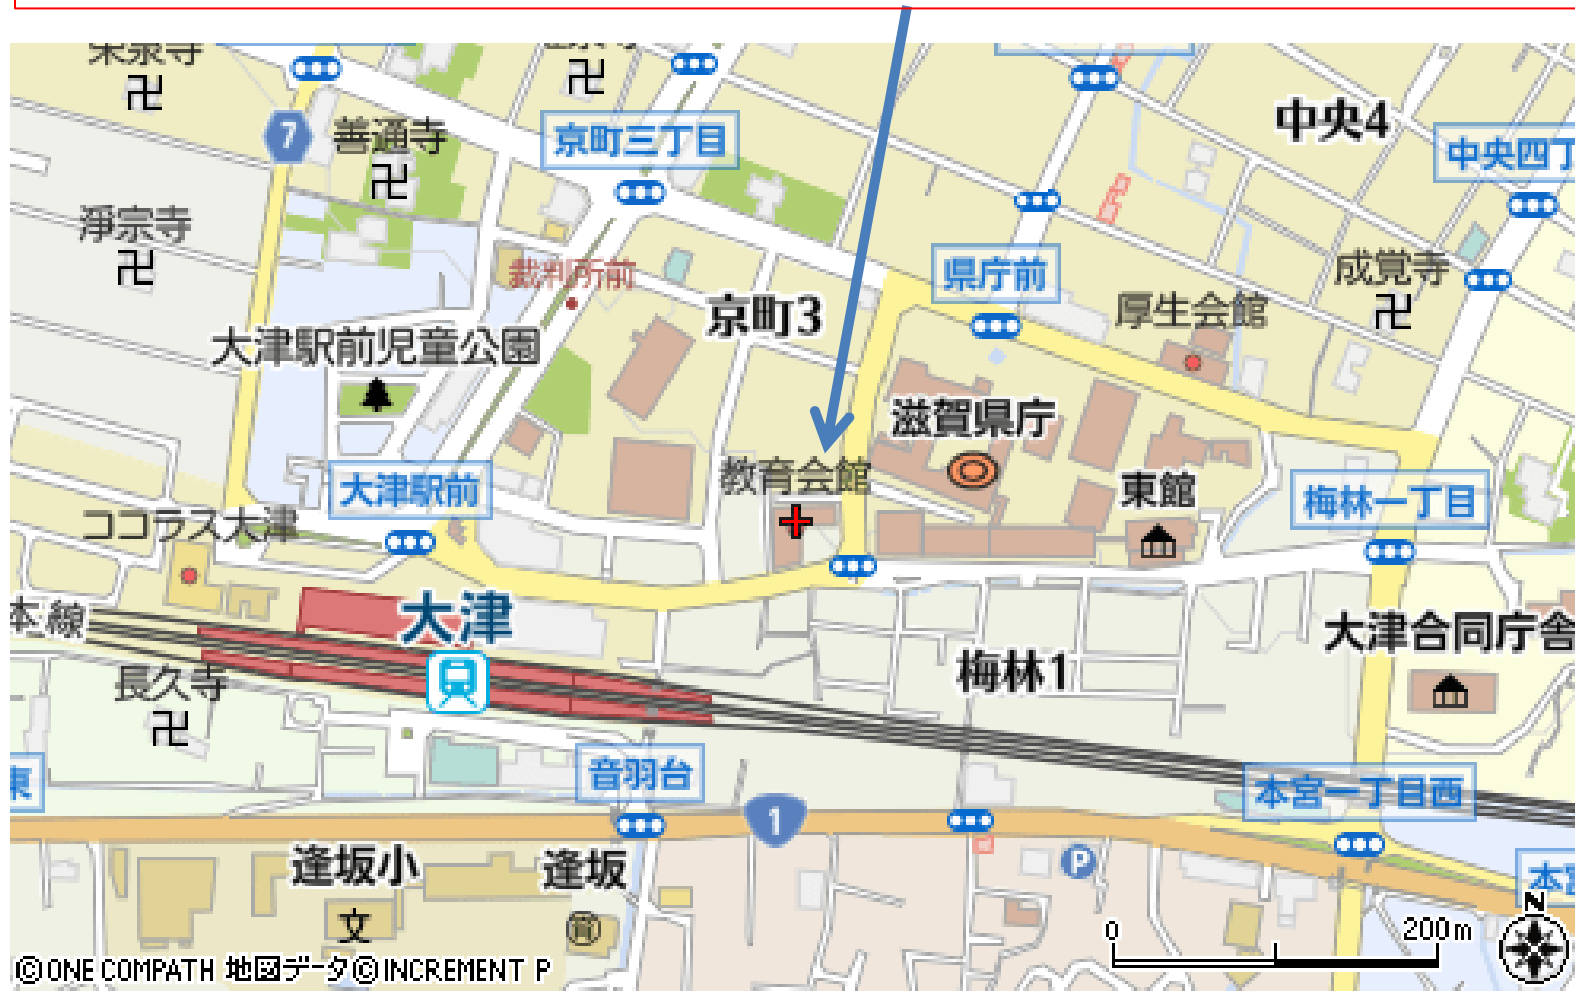 栄泉寺
中央4
京町三丁目
7
善通寺
中央四丁
浄宗寺
県庁前
成覚寺
裁判所前
厚生会館
京町3
大津駅前児童公園
滋賀県庁
教育会館
東館
大津駅前
梅林一丁目
ココラス大津
大津
本線
大津合同庁舎
梅林1
長久寺
音羽台
本宮一丁目西
東
1
逢坂小
逢坂
P
本宮
文
N
0 200m
©ONE COMPATH 地図データ©INCREMENT P